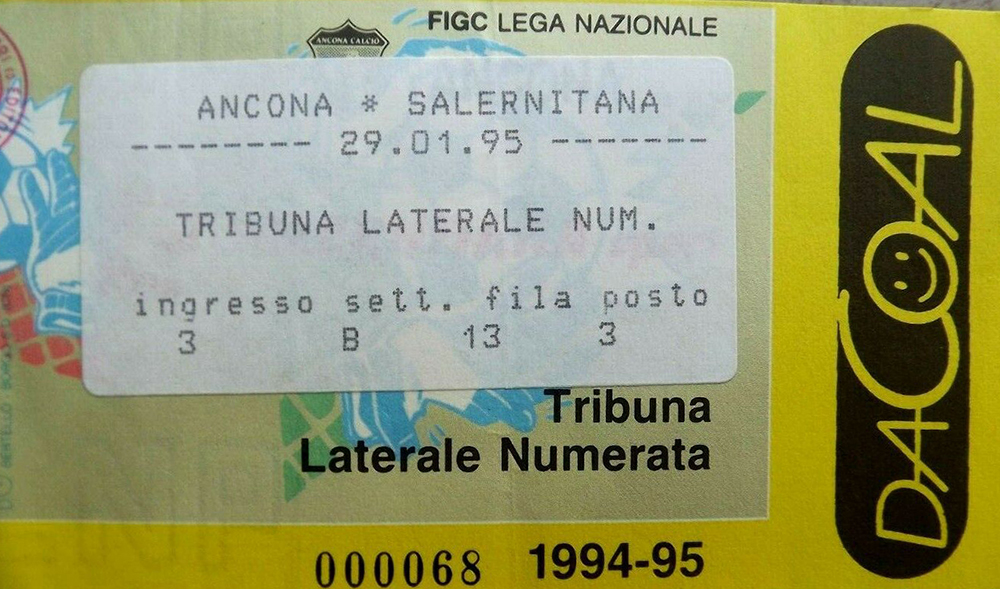 FIGC LEGA NAZIONALE
ANCONA CALCIO
ANCONA * SALERNITANA
-------- 29.01.95 -------
TRIBUNA LATERALE NUM.
ingresso sett. fila posto
3 B 13 3
Tribuna
Laterale Numerata
000068 1994-95
DACOAL